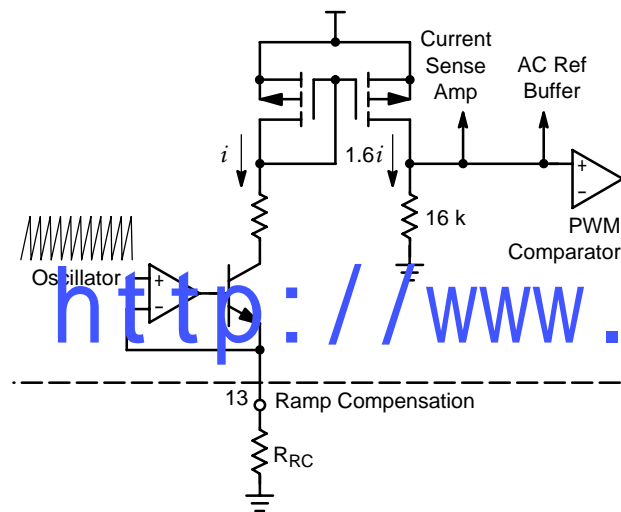 Current
Sense
Amp
AC Ref
Buffer
i
1.6i
+
−
16 k
PWM
Comparator
Oscillator
+
−
http://www.
13
Ramp Compensation
RRC